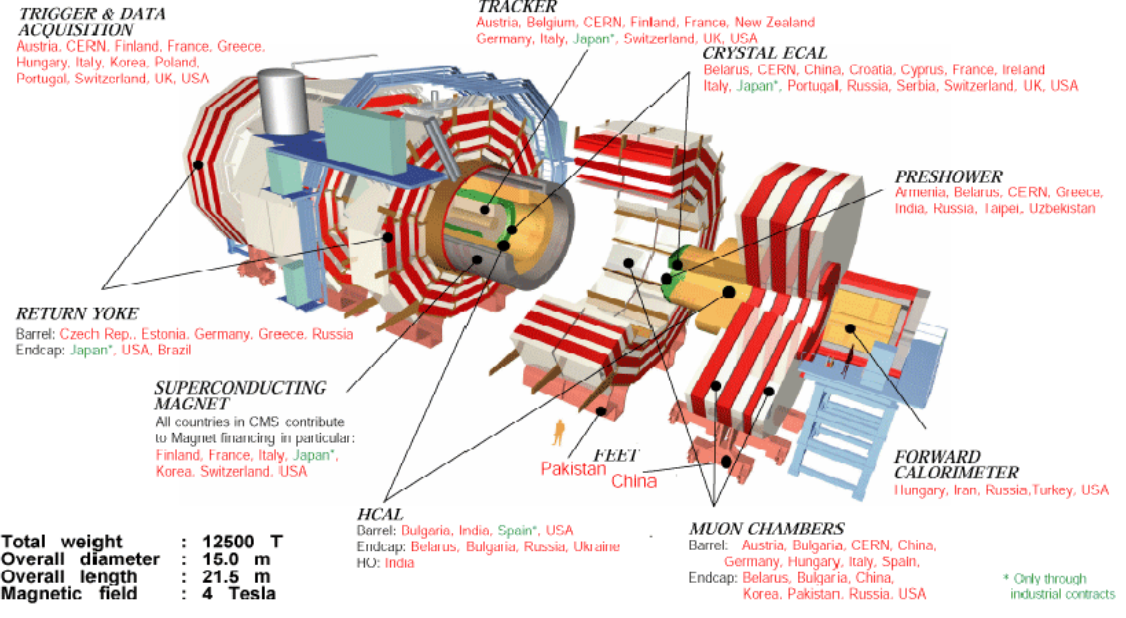 TRIGGER & DATA
ACQUISITION
Austria, CERN, Finland, France, Greece,
Hungary, Italy, Korea, Poland,
Portugal, Switzerland, UK, USA
TRACKER
Austria, Belgium, CERN, Finland, France, New Zealand
Germany, Italy, Japan*, Switzerland, UK, USA
CRYSTAL ECAL
Belarus, CERN, China, Croatia, Cyprus, France, Ireland
Italy, Japan*, Portugal, Russia, Serbia, Switzerland, UK, USA
PRESHOWER
Armenia, Belarus, CERN, Greece,
India, Russia, Taipei, Uzbekistan
RETURN YOKE
Barrel: Czech Rep., Estonia, Germany, Greece, Russia
Endcap: Japan*, USA, Brazil
SUPERCONDUCTING
MAGNET
All countries in CMS contribute
to Magnet financing in particular:
Finland, France, Italy, Japan*,
Korea, Switzerland, USA
FEET
Pakistan
China
FORWARD
CALORIMETER
Hungary, Iran, Russia,Turkey, USA
HCAL
Barrel: Bulgaria, India, Spain*, USA
Endcap: Belarus, Bulgaria, Russia, Ukraine
HO: India
MUON CHAMBERS
Barrel: Austria, Bulgaria, CERN, China,
Germany, Hungary, Italy, Spain,
Endcap: Belarus, Bulgaria, China,
Korea, Pakistan, Russia, USA
* Only through
industrial contracts
Total weight : 12500 T
Overall diameter : 15.0 m
Overall length : 21.5 m
Magnetic field : 4 Tesla